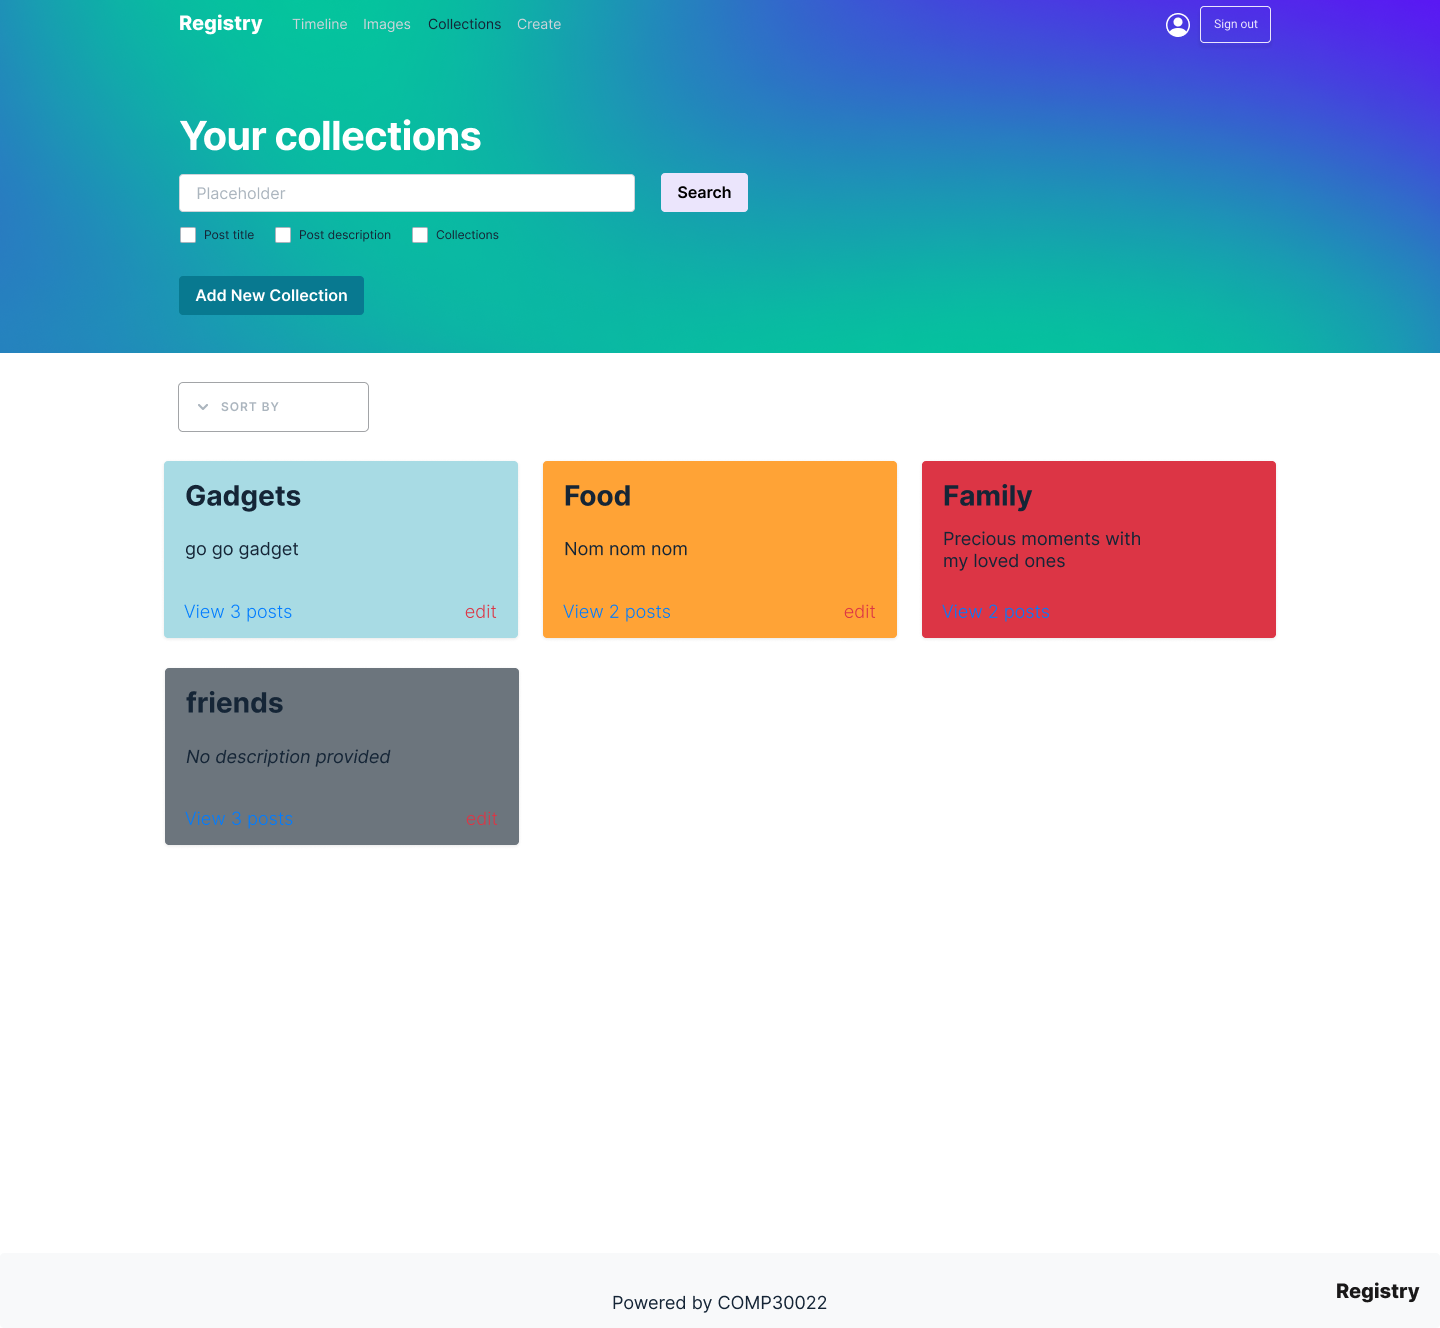 Registry
Timeline
Images
Collections
Create
Sign out
Your collections
Placeholder
Search
Post title
Post description
Collections
Add New Collection
SORT BY
Gadgets
go go gadget
View 3 posts
edit
Food
Nom nom nom
View 2 posts
edit
Family
Precious moments with
my loved ones
View 2 posts
friends
No description provided
View 3 posts
edit
Powered by COMP30022
Registry